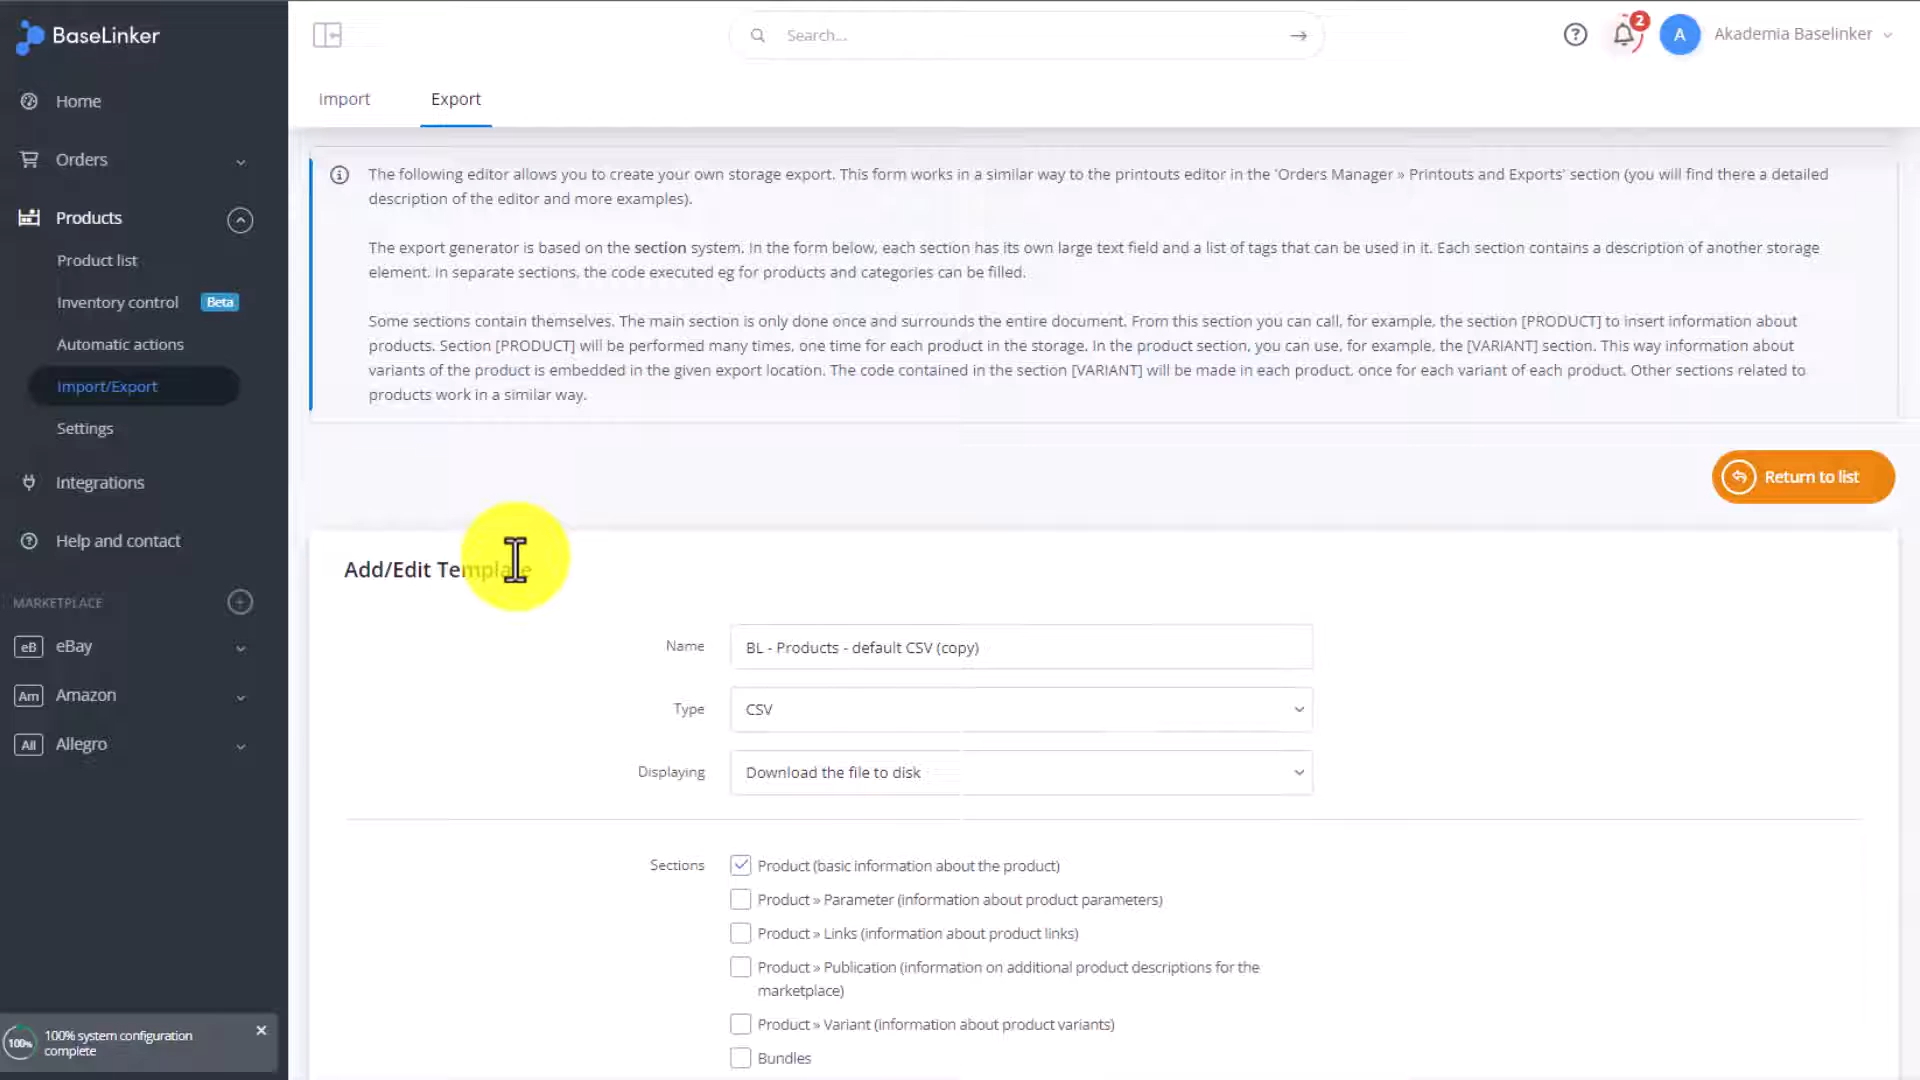 BaseLinker
Search...
2
A
Akademia Baselinker
Home
Import
Export
Orders
Products
Product list
Inventory control
Beta
Automatic actions
Import/Export
Settings
Integrations
Help and contact
MARKETPLACE
eB
eBay
Am
Amazon
All
Allegro
100%
100% system configuration
complete
The following editor allows you to create your own storage export. This form works in a similar way to the printouts editor in the 'Orders Manager » Printouts and Exports' section (you will find there a detailed
description of the editor and more examples).
The export generator is based on the section system. In the form below, each section has its own large text field and a list of tags that can be used in it. Each section contains a description of another storage
element. In separate sections, the code executed eg for products and categories can be filled.
Some sections contain themselves. The main section is only done once and surrounds the entire document. From this section you can call, for example, the section [PRODUCT] to insert information about
products. Section [PRODUCT] will be performed many times, one time for each product in the storage. In the product section, you can use, for example, the [VARIANT] section. This way information about
variants of the product is embedded in the given export location. The code contained in the section [VARIANT] will be made in each product, once for each variant of each product. Other sections related to
products work in a similar way.
Return to list
Add/Edit Template
Name
BL - Products - default CSV (copy)
Type
CSV
Displaying
Download the file to disk
Sections
Product (basic information about the product)
Product » Parameter (information about product parameters)
Product » Links (information about product links)
Product » Publication (information on additional product descriptions for the
marketplace)
Product » Variant (information about product variants)
Bundles